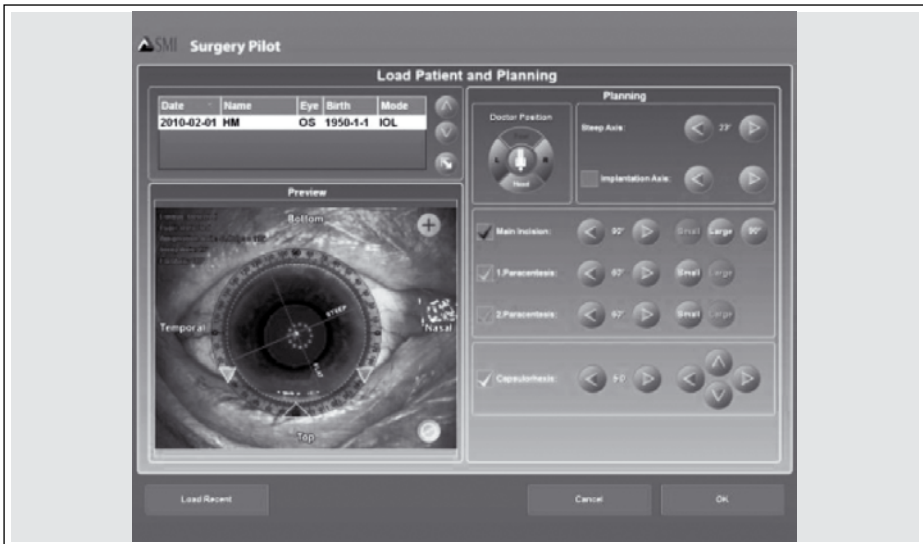 SMI Surgery Pilot
Load Patient and Planning
Date Name Eye Birth Mode
2010-02-01 HM OS 1950-1-1 IOL
Preview
Bottom
Temporal
Nasal
STEEP
FLAT
Top
Planning
Doctor Position
L R
Head
Steep Axis: 23°
Implantation Axis:
Main Incision: 90° Small Large 90°
1.Paracentesis: 60° Small Large
2.Paracentesis: Small Large
Capsulorhexis:
Load Recent Cancel OK